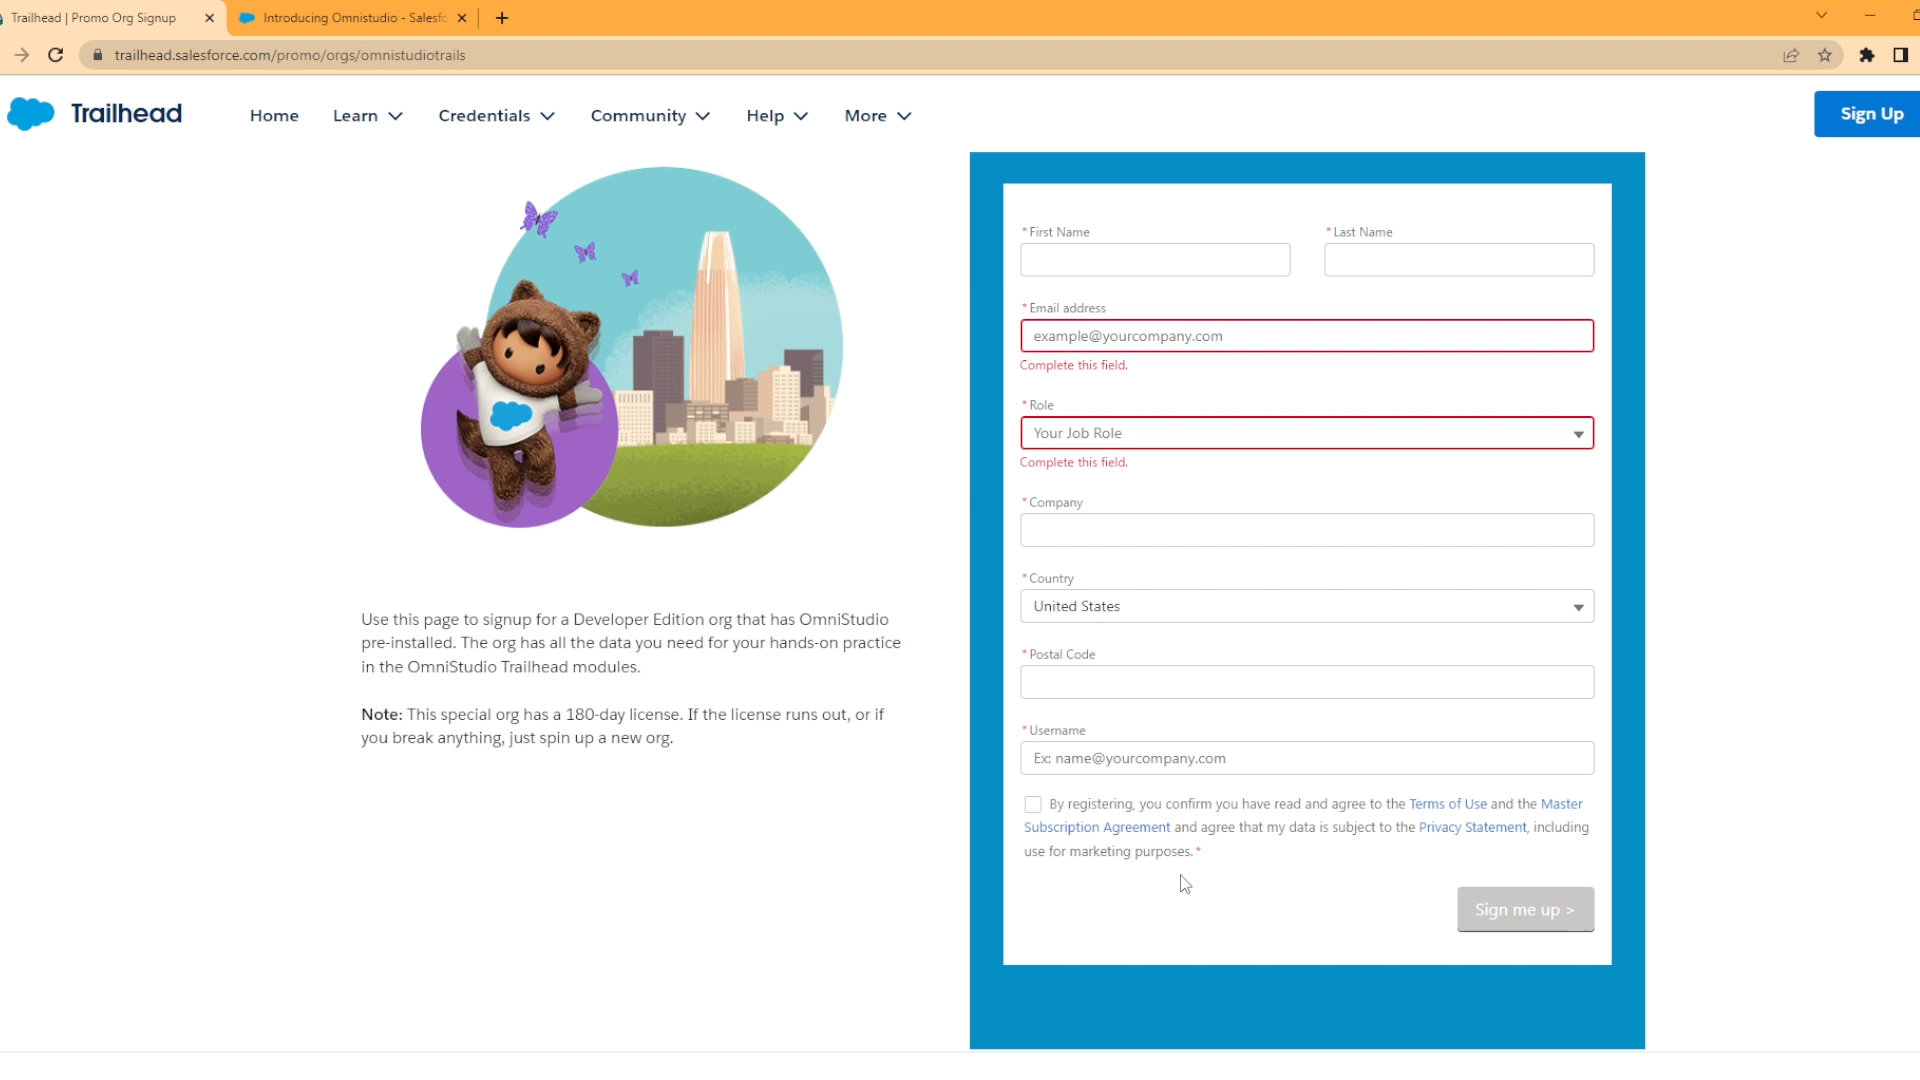 Trailhead | Promo Org Signup
Introducing Omnistudio - Salesfo
trailhead.salesforce.com/promo/orgs/omnistudiotrails
Trailhead
Home
Learn
Credentials
Community
Help
More
Sign Up
* First Name
* Last Name
* Email address
example@yourcompany.com
Complete this field.
* Role
Your Job Role
Complete this field.
* Company
* Country
United States
* Postal Code
* Username
Ex: name@yourcompany.com
By registering, you confirm you have read and agree to the Terms of Use and the Master
Subscription Agreement and agree that my data is subject to the Privacy Statement, including
use for marketing purposes. *
Sign me up >
Use this page to signup for a Developer Edition org that has OmniStudio
pre-installed. The org has all the data you need for your hands-on practice
in the OmniStudio Trailhead modules.
Note: This special org has a 180-day license. If the license runs out, or if
you break anything, just spin up a new org.